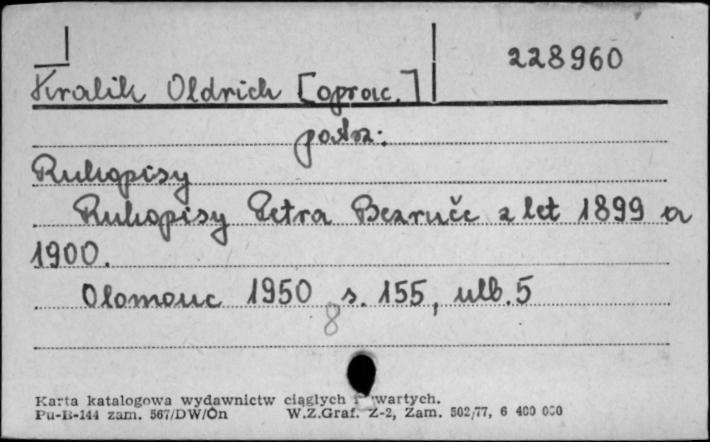 228960
Kralik Oldrich [oprac.]
patrz:
Rukopisy
Rukopisy Petra Bezruče z let 1899 a
1900.
Olomouc 1950 s. 155, ulb. 5
8
Karta katalogowa wydawnictw ciągłych i zwartych.
Pu-B-144 zam. 567/DW/On W.Z.Graf. Z-2, Zam. 502/77, 6 400 000